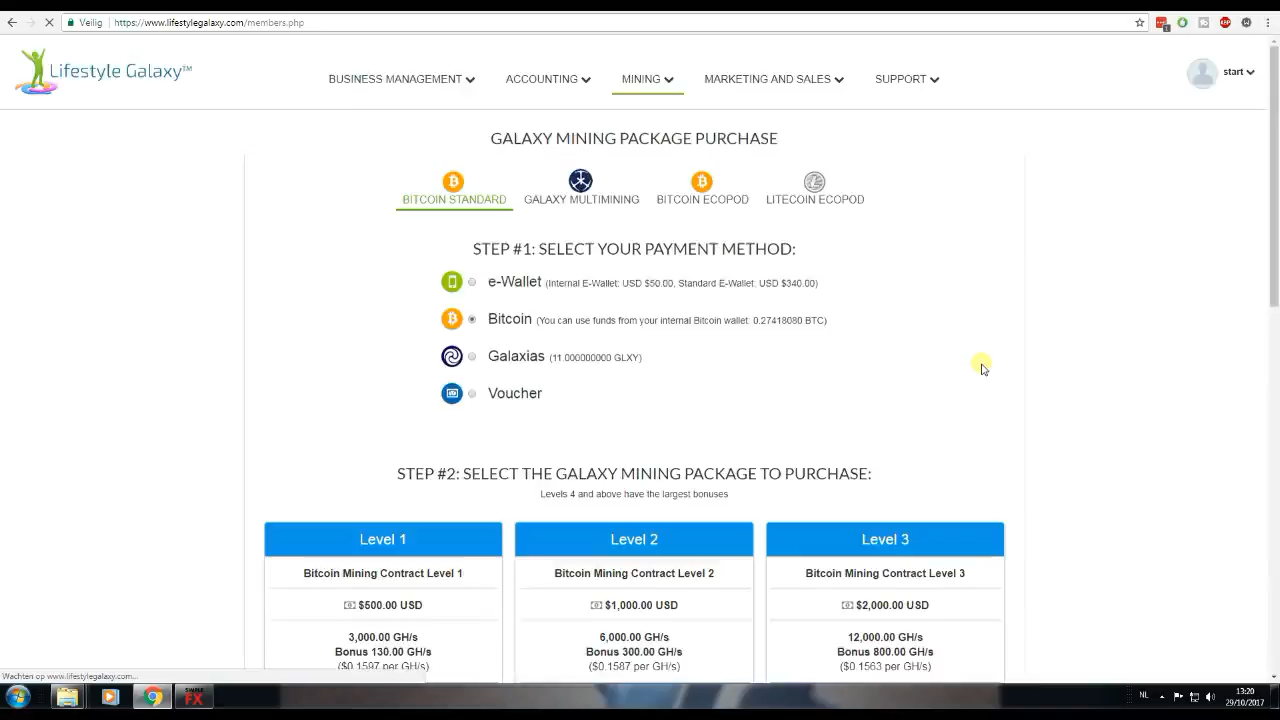 Veilig
https://www.lifestylegalaxy.com/members.php
Lifestyle Galaxy™
BUSINESS MANAGEMENT
ACCOUNTING
MINING
MARKETING AND SALES
SUPPORT
start
GALAXY MINING PACKAGE PURCHASE
BITCOIN STANDARD
GALAXY MULTIMINING
BITCOIN ECOPOD
LITECOIN ECOPOD
STEP #1: SELECT YOUR PAYMENT METHOD:
e-Wallet (Internal E-Wallet: USD $50.00, Standard E-Wallet: USD $340.00)
Bitcoin (You can use funds from your internal Bitcoin wallet: 0.27418080 BTC)
Galaxias (11.000000000 GLXY)
Voucher
STEP #2: SELECT THE GALAXY MINING PACKAGE TO PURCHASE:
Levels 4 and above have the largest bonuses
Level 1
Bitcoin Mining Contract Level 1
$500.00 USD
3,000.00 GH/s
Bonus 130.00 GH/s
($0.1597 per GH/s)
Level 2
Bitcoin Mining Contract Level 2
$1,000.00 USD
6,000.00 GH/s
Bonus 300.00 GH/s
($0.1587 per GH/s)
Level 3
Bitcoin Mining Contract Level 3
$2,000.00 USD
12,000.00 GH/s
Bonus 800.00 GH/s
($0.1563 per GH/s)
Wachten op www.lifestylegalaxy.com...
SIMPLE
FX
NL
13:20
29/10/2017